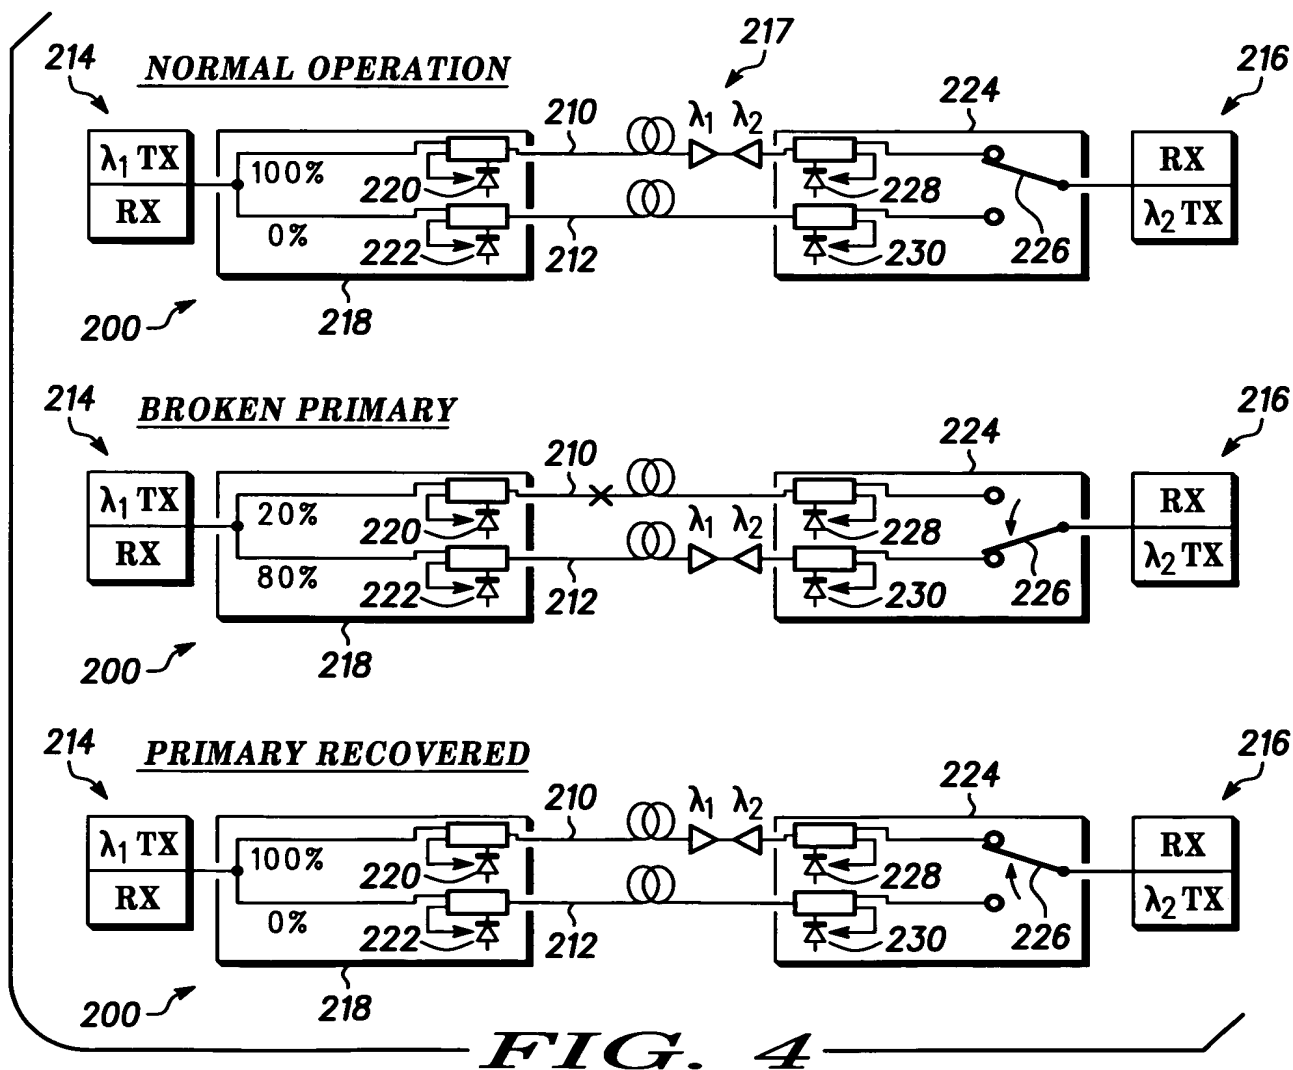 217
214
NORMAL OPERATION
216
210
λ1 λ2
224
λ1 TX
RX
100%
0%
220
222
212
228
230
226
RX
λ2 TX
200
218
214
BROKEN PRIMARY
216
210
224
λ1 TX
RX
20%
80%
220
222
λ1 λ2
212
228
230
226
RX
λ2 TX
200
218
214
PRIMARY RECOVERED
216
210
λ1 λ2
224
λ1 TX
RX
100%
0%
220
222
212
228
230
226
RX
λ2 TX
200
218
FIG. 4